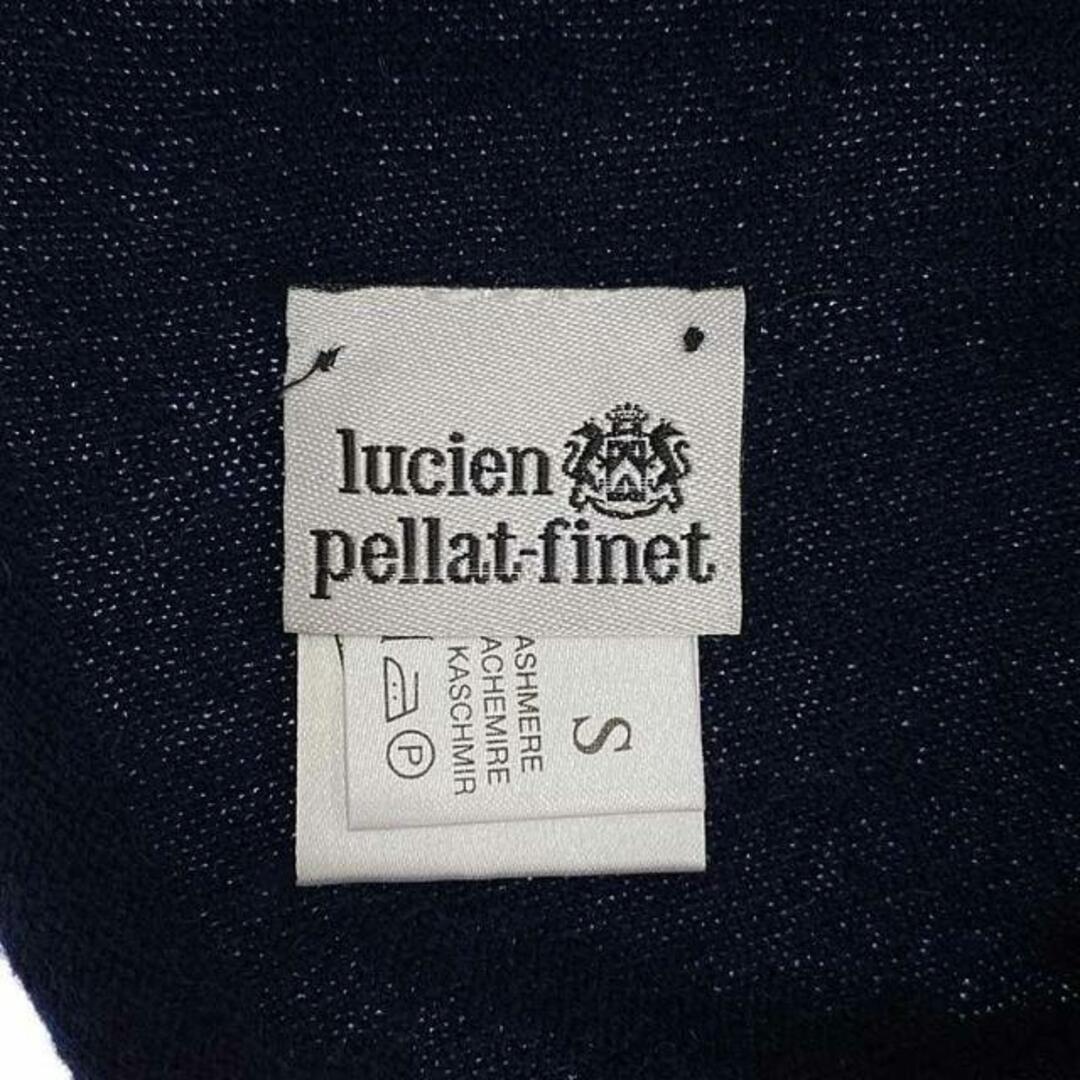 lucien
pellat-finet
S
ASHMERE
ACHEMIRE
KASCHMIR
P